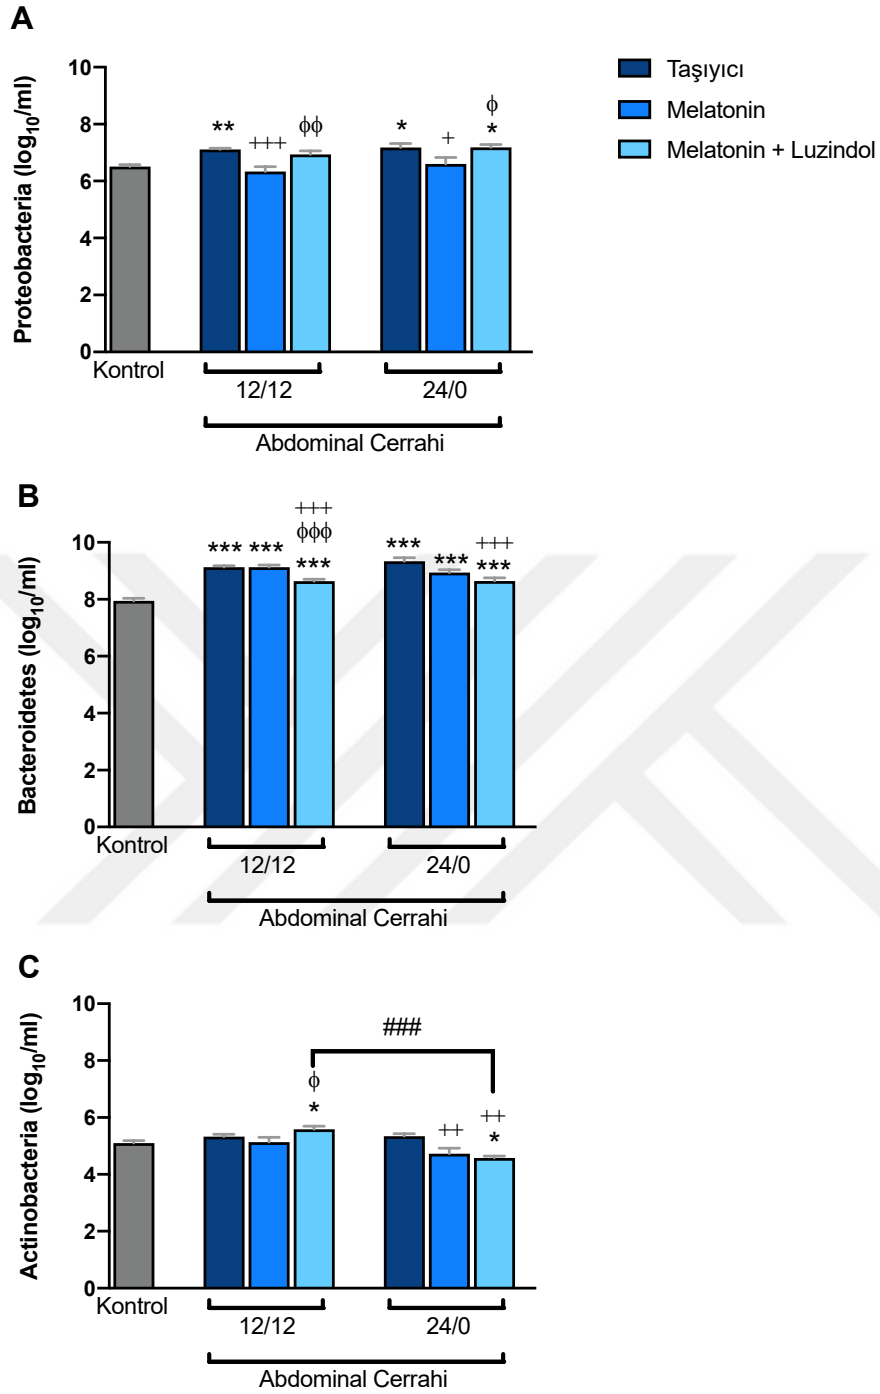 A
Proteobacteria (log10/ml)
10
8
6
4
2
0
** +++ ϕϕ * + ϕ *
Kontrol
12/12 24/0
Abdominal Cerrahi
Taşıyıcı
Melatonin
Melatonin + Luzindol
B
Bacteroidetes (log10/ml)
10
8
6
4
2
0
*** *** +++ ϕϕϕ *** *** *** +++ ***
Kontrol
12/12 24/0
Abdominal Cerrahi
C
Actinobacteria (log10/ml)
10
8
6
4
2
0
###
ϕ * ++ ++ *
Kontrol
12/12 24/0
Abdominal Cerrahi